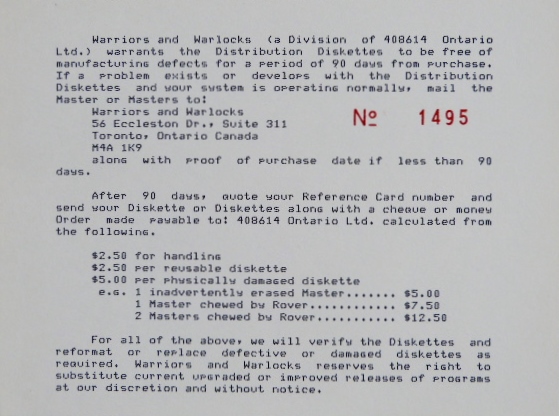 Warriors and Warlocks (a Division of 408614 Ontario
Ltd.) warrants the Distribution Diskettes to be free of
manufacturing defects for a period of 90 days from purchase.
If a problem exists or develops with the Distribution
Diskettes and your system is operating normally, mail the
Master or Masters to:
Warriors and Warlocks
56 Eccleston Dr., Suite 311
Toronto, Ontario Canada
M4A 1K9
Nº 1495
along with proof of purchase date if less than 90
days.
After 90 days, quote your Reference Card number and
send your Diskette or Diskettes along with a cheque or money
Order made payable to: 408614 Ontario Ltd. calculated from
the following.
$2.50 for handling
$2.50 per reusable diskette
$5.00 per physically damaged diskette
e.g. 1 inadvertently erased Master....... $5.00
1 Master chewed by Rover............ $7.50
2 Masters chewed by Rover........... $12.50
For all of the above, we will verify the Diskettes and
reformat or replace defective or damaged diskettes as
required. Warriors and Warlocks reserves the right to
substitute current upgraded or improved releases of programs
at our discretion and without notice.